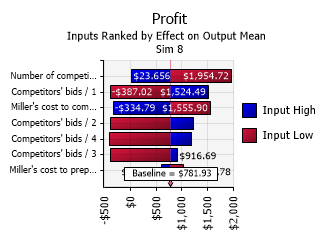 Profit
Inputs Ranked by Effect on Output Mean
Sim 8
Number of competi... $23.656 $1,954.72
Competitors' bids / 1 -$387.02 $1,524.49
Miller's cost to com... -$334.79 $1,555.90
Competitors' bids / 2
Competitors' bids / 4
Competitors' bids / 3 $916.69
Miller's cost to prep...
Baseline = $781.93
Input High
Input Low
-$500
$0
$500
$1,000
$1,500
$2,000